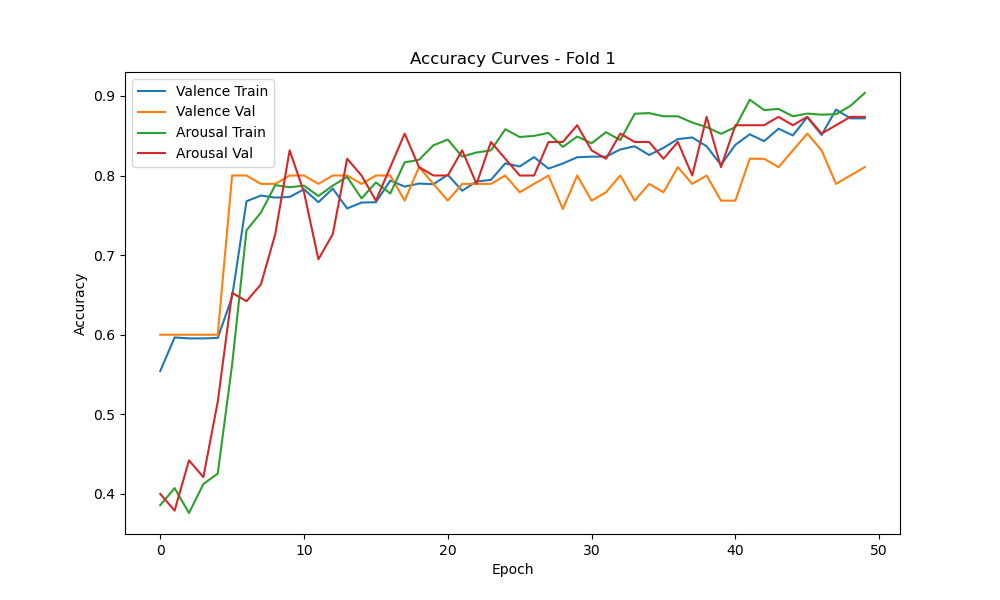 Accuracy Curves - Fold 1
Valence Train
Valence Val
Arousal Train
Arousal Val
0.9
0.8
0.7
0.6
0.5
0.4
Accuracy
0 10 20 30 40 50
Epoch